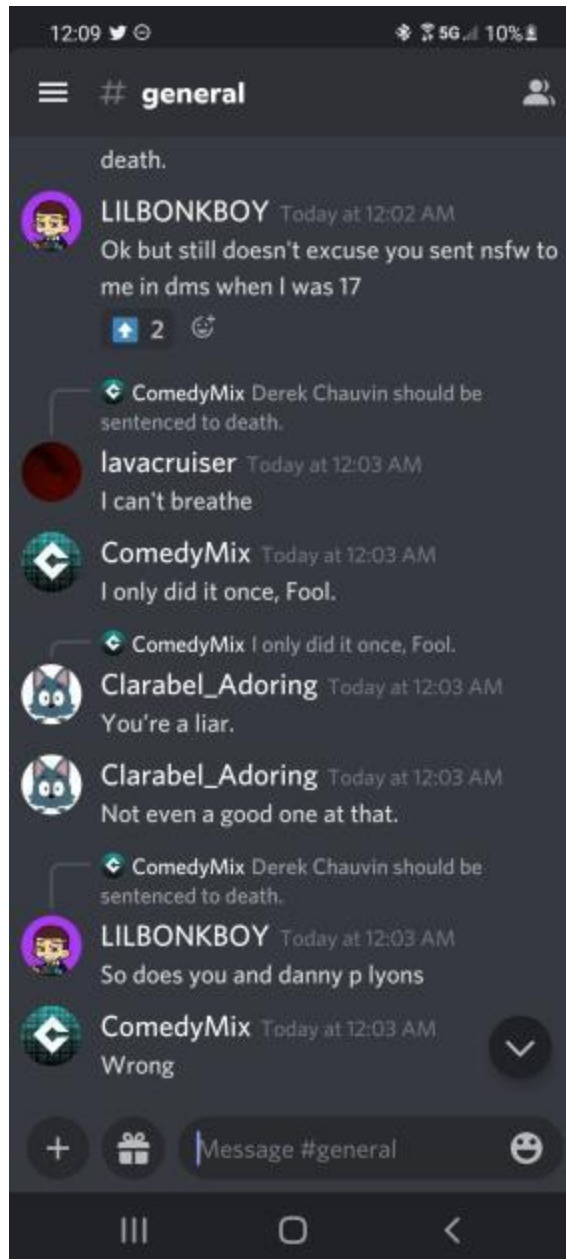 12:09
5G 10%
# general
death.
LILBONKBOY Today at 12:02 AM
Ok but still doesn't excuse you sent nsfw to
me in dms when I was 17
2
ComedyMix Derek Chauvin should be
sentenced to death.
lavacruiser Today at 12:03 AM
I can't breathe
ComedyMix Today at 12:03 AM
I only did it once, Fool.
ComedyMix I only did it once, Fool.
Clarabel_Adoring Today at 12:03 AM
You're a liar.
Clarabel_Adoring Today at 12:03 AM
Not even a good one at that.
ComedyMix Derek Chauvin should be
sentenced to death.
LILBONKBOY Today at 12:03 AM
So does you and danny p lyons
ComedyMix Today at 12:03 AM
Wrong
Message #general